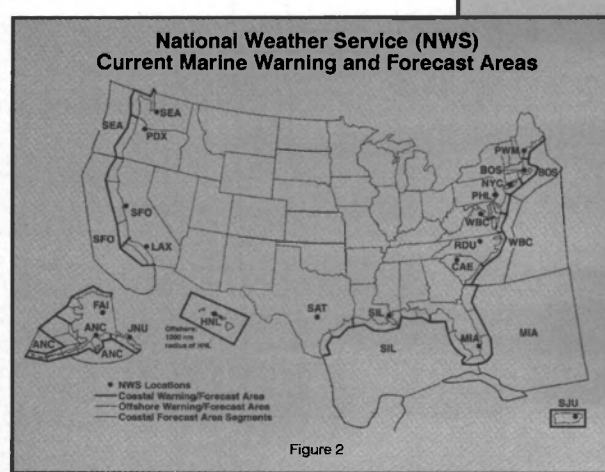 National Weather Service (NWS)
Current Marine Warning and Forecast Areas
SEA
SEA
PDX
PWM
BOS
BOS
NYC
PHL
WBC
WBC
SFO
SFO
LAX
RDU
CAE
FAI
ANC
JNU
ANC
ANC
HNL
Offshore:
1000 nm
radius of HNL
SAT
SIL
SIL
MIA
MIA
SJU
NWS Locations
Coastal Warning/Forecast Area
Offshore Warning/Forecast Area
Coastal Forecast Area Segments
Figure 2